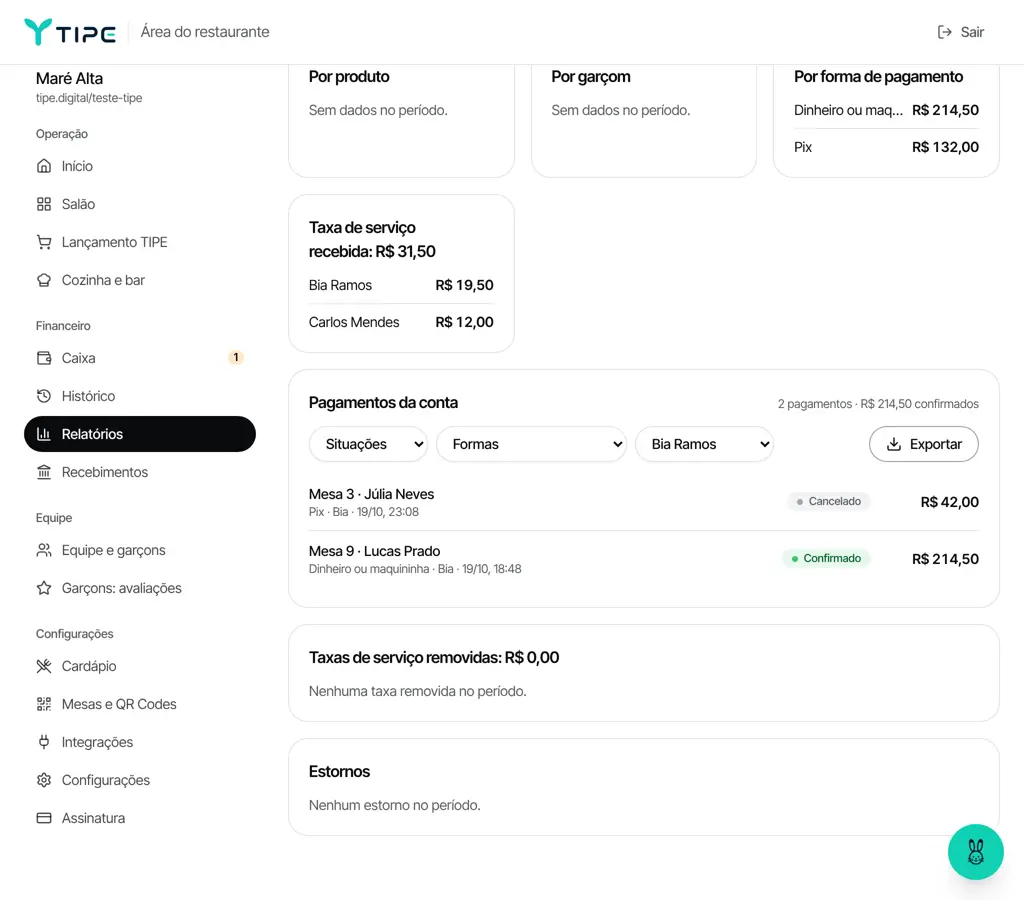 TIPE
Área do restaurante
Sair
Maré Alta
tipe.digital/teste-tipe
Operação
Início
Salão
Lançamento TIPE
Cozinha e bar
Financeiro
Caixa
1
Histórico
Relatórios
Recebimentos
Equipe
Equipe e garçons
Garçons: avaliações
Configurações
Cardápio
Mesas e QR Codes
Integrações
Configurações
Assinatura
Por produto
Sem dados no período.
Por garçom
Sem dados no período.
Por forma de pagamento
Dinheiro ou maq... R$ 214,50
Pix R$ 132,00
Taxa de serviço
recebida: R$ 31,50
Bia Ramos R$ 19,50
Carlos Mendes R$ 12,00
Pagamentos da conta
2 pagamentos · R$ 214,50 confirmados
Situações
Formas
Bia Ramos
Exportar
Mesa 3 · Júlia Neves
Pix · Bia · 19/10, 23:08
Cancelado
R$ 42,00
Mesa 9 · Lucas Prado
Dinheiro ou maquininha · Bia · 19/10, 18:48
Confirmado
R$ 214,50
Taxas de serviço removidas: R$ 0,00
Nenhuma taxa removida no período.
Estornos
Nenhum estorno no período.